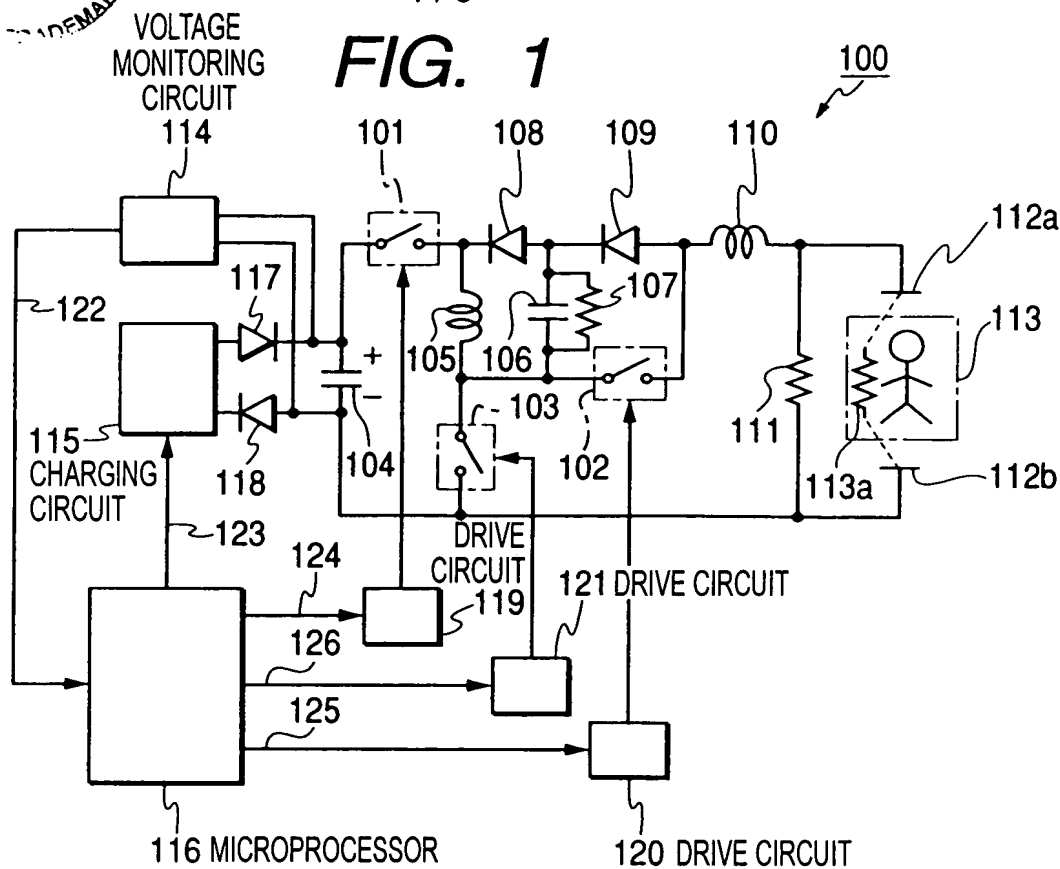 FIG. 1
100
VOLTAGE
MONITORING
CIRCUIT
114
101
108
109
110
112a
117
122
105
106
107
113
+
−
103
111
115
CHARGING
CIRCUIT
118
104
102
113a
112b
123
DRIVE
CIRCUIT
124
119
121 DRIVE CIRCUIT
126
125
116 MICROPROCESSOR
120 DRIVE CIRCUIT